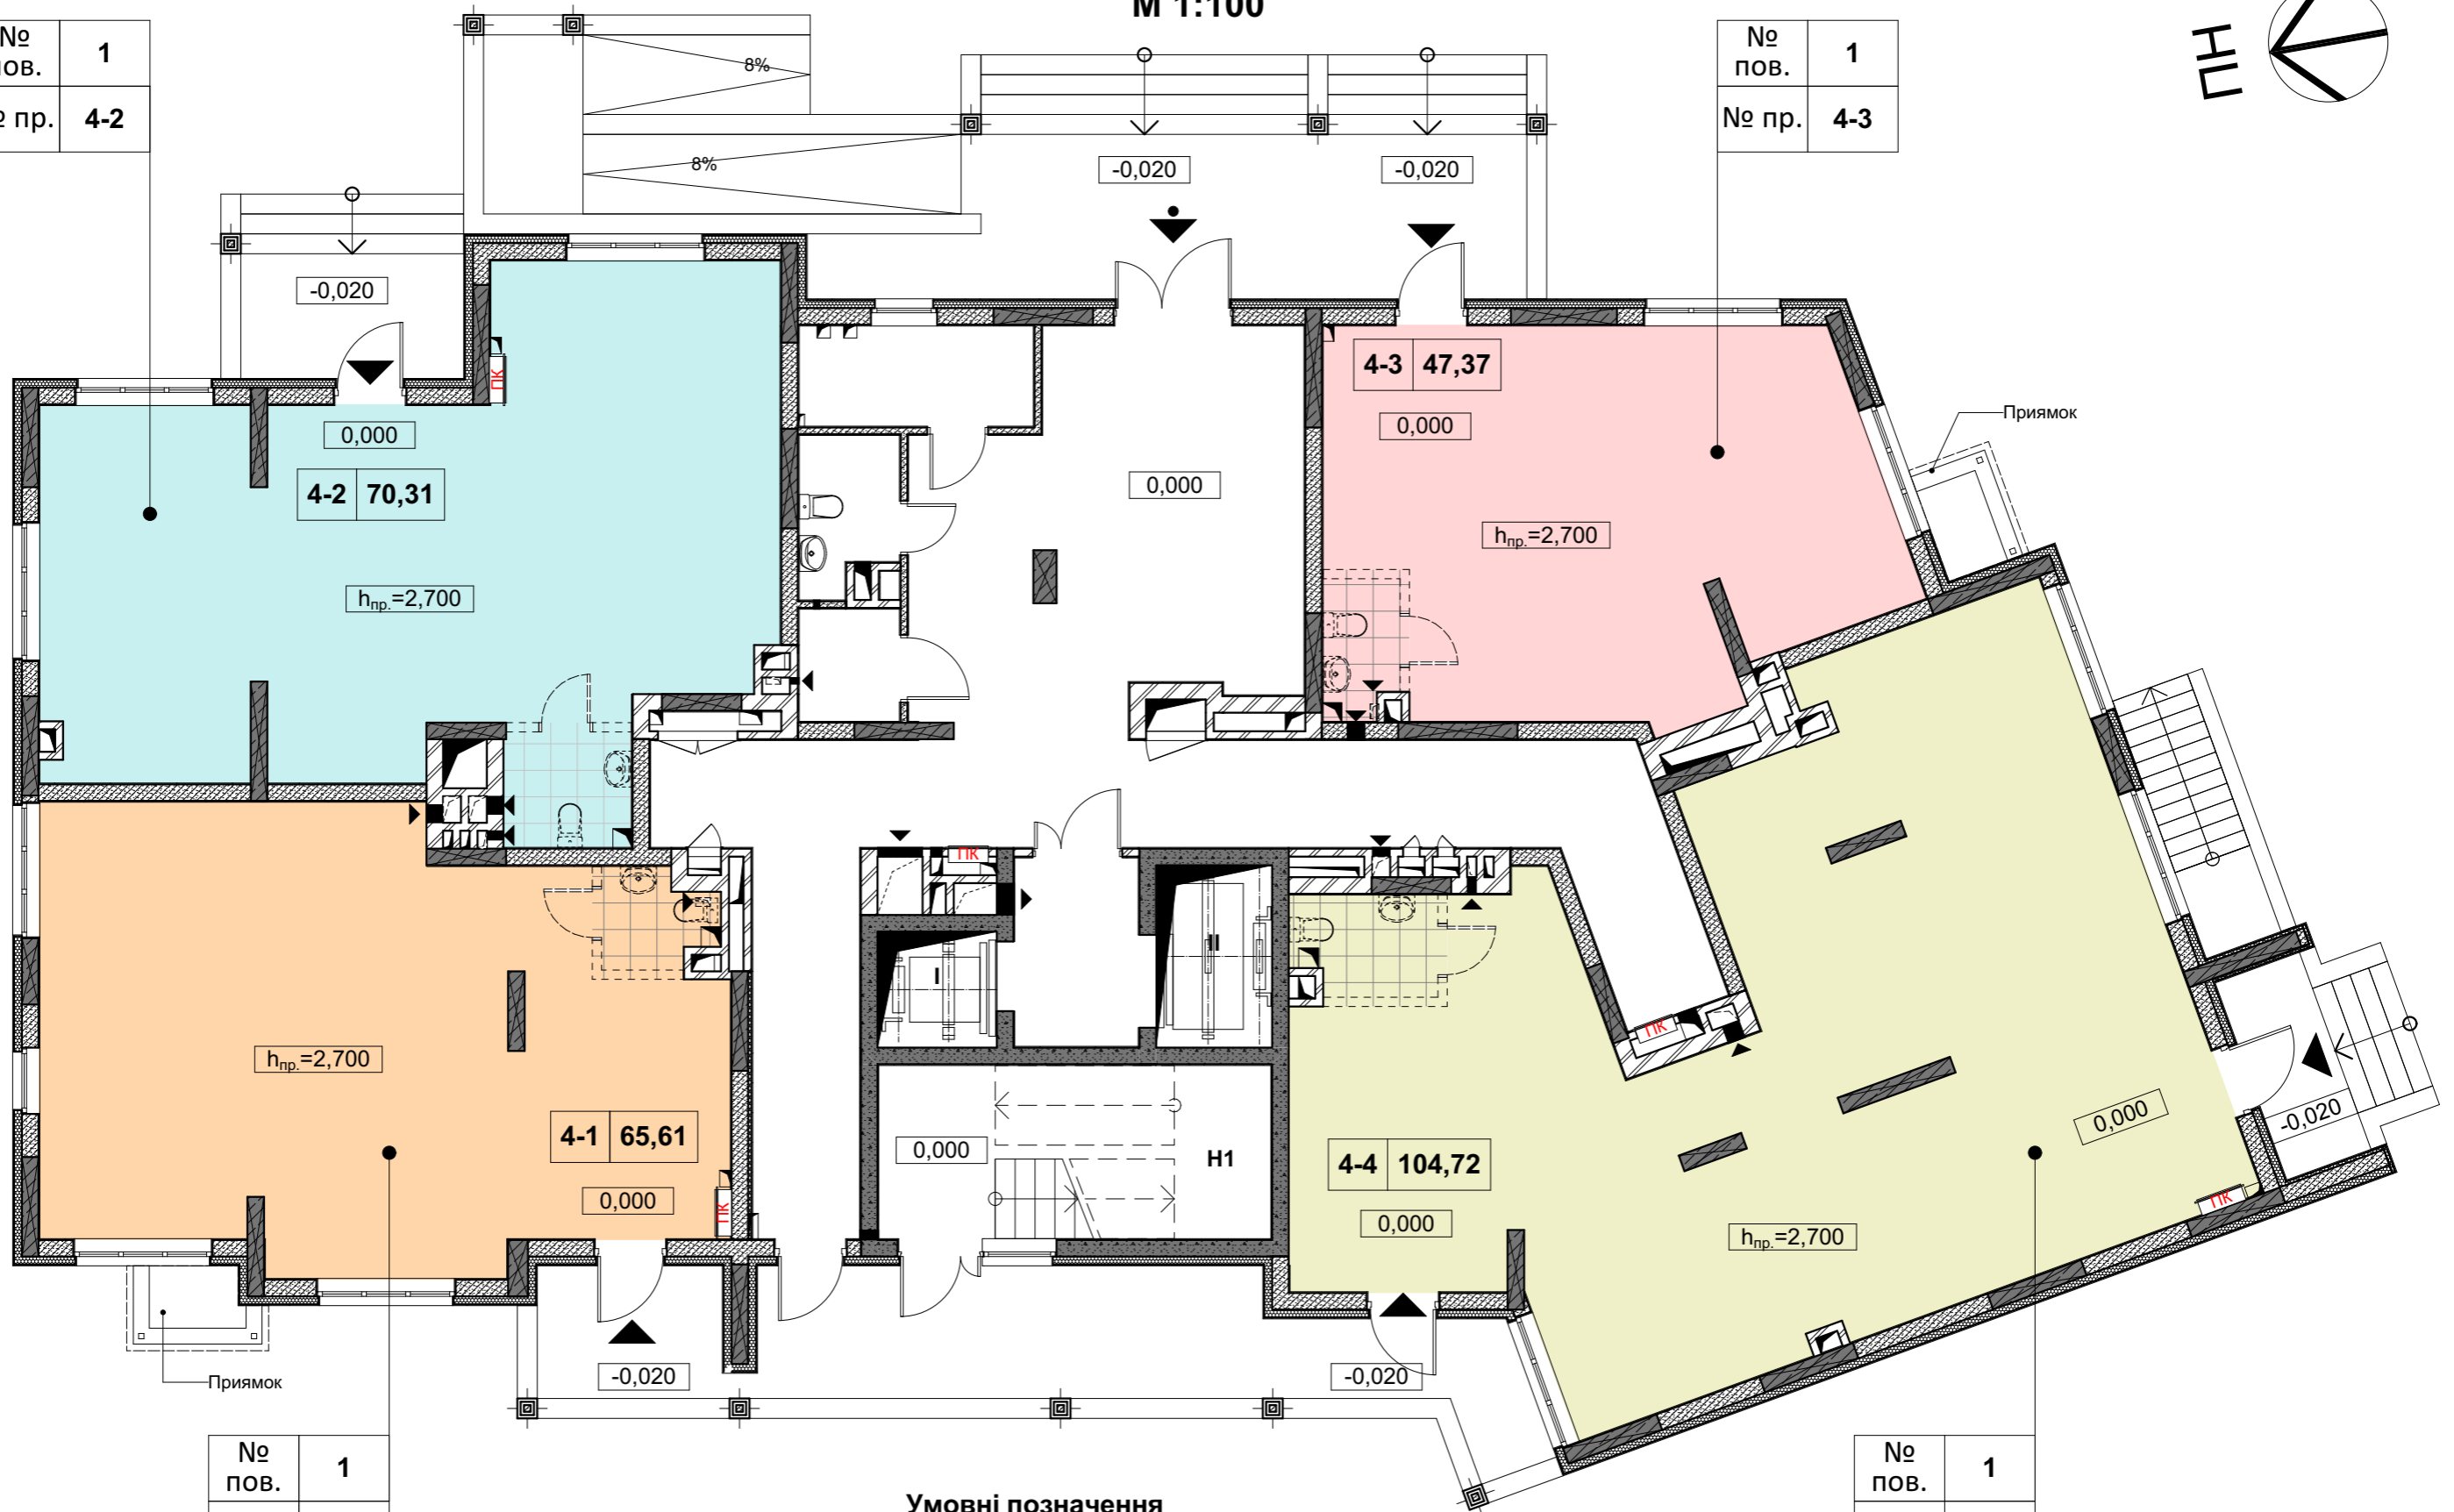 М 1:100
№ 1
пов.
№ пр. 4-2
№ 1
пов.
№ пр. 4-3
ПН
8%
8%
-0,020
-0,020
-0,020
ПК
4-3 47,37
0,000
Приямок
0,000
4-2 70,31
0,000
hпр.=2,700
hпр.=2,700
ПК
I
II
ПК
hпр.=2,700
4-1 65,61
0,000
ПК
0,000
Н1
4-4 104,72
0,000
hпр.=2,700
0,000
-0,020
ПК
-0,020
-0,020
Приямок
№ 1
пов.
№ 1
пов.
Умовні позначення